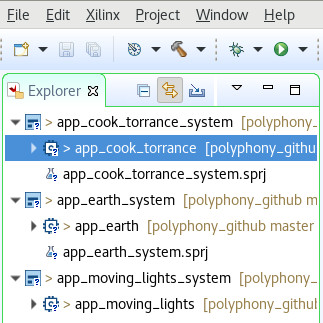 File Edit Xilinx Project Window Help
Explorer
> app_cook_torrance_system [polyphony_
> app_cook_torrance [polyphony_githu
app_cook_torrance_system.sprj
> app_earth_system [polyphony_github m
> app_earth [polyphony_github master
app_earth_system.sprj
> app_moving_lights_system [polyphony_
> app_moving_lights [polyphony_github